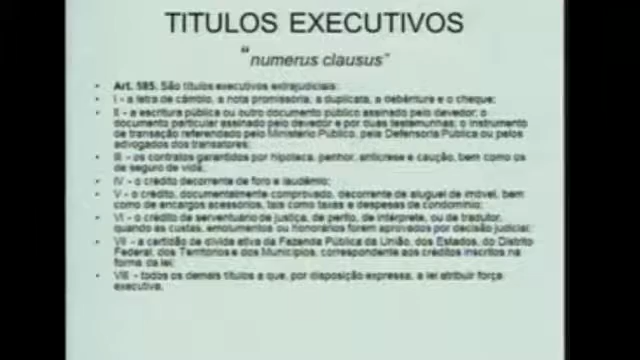 TITULOS EXECUTIVOS
"numerus clausus"
• Art. 585. São títulos executivos extrajudiciais:
• I - a letra de câmbio, a nota promissória, a duplicata, a debênture e o cheque;
• II - a escritura pública ou outro documento público assinado pelo devedor; o
documento particular assinado pelo devedor e por duas testemunhas; o instrumento
de transação referendado pelo Ministério Público, pela Defensoria Pública ou pelos
advogados dos transatores;
• III - os contratos garantidos por hipoteca, penhor, anticrese e caução, bem como os
de seguro de vida;
• IV - o crédito decorrente de foro e laudêmio;
• V - o crédito, documentalmente comprovado, decorrente de aluguel de imóvel, bem
como de encargos acessórios, tais como taxas e despesas de condomínio;
• VI - o crédito de serventuário de justiça, de perito, de intérprete, ou de tradutor,
quando as custas, emolumentos ou honorários forem aprovados por decisão judicial;
• VII - a certidão de dívida ativa da Fazenda Pública da União, dos Estados, do Distrito
Federal, dos Territórios e dos Municípios, correspondente aos créditos inscritos na
forma da lei;
• VIII - todos os demais títulos a que, por disposição expressa, a lei atribuir força
executiva.